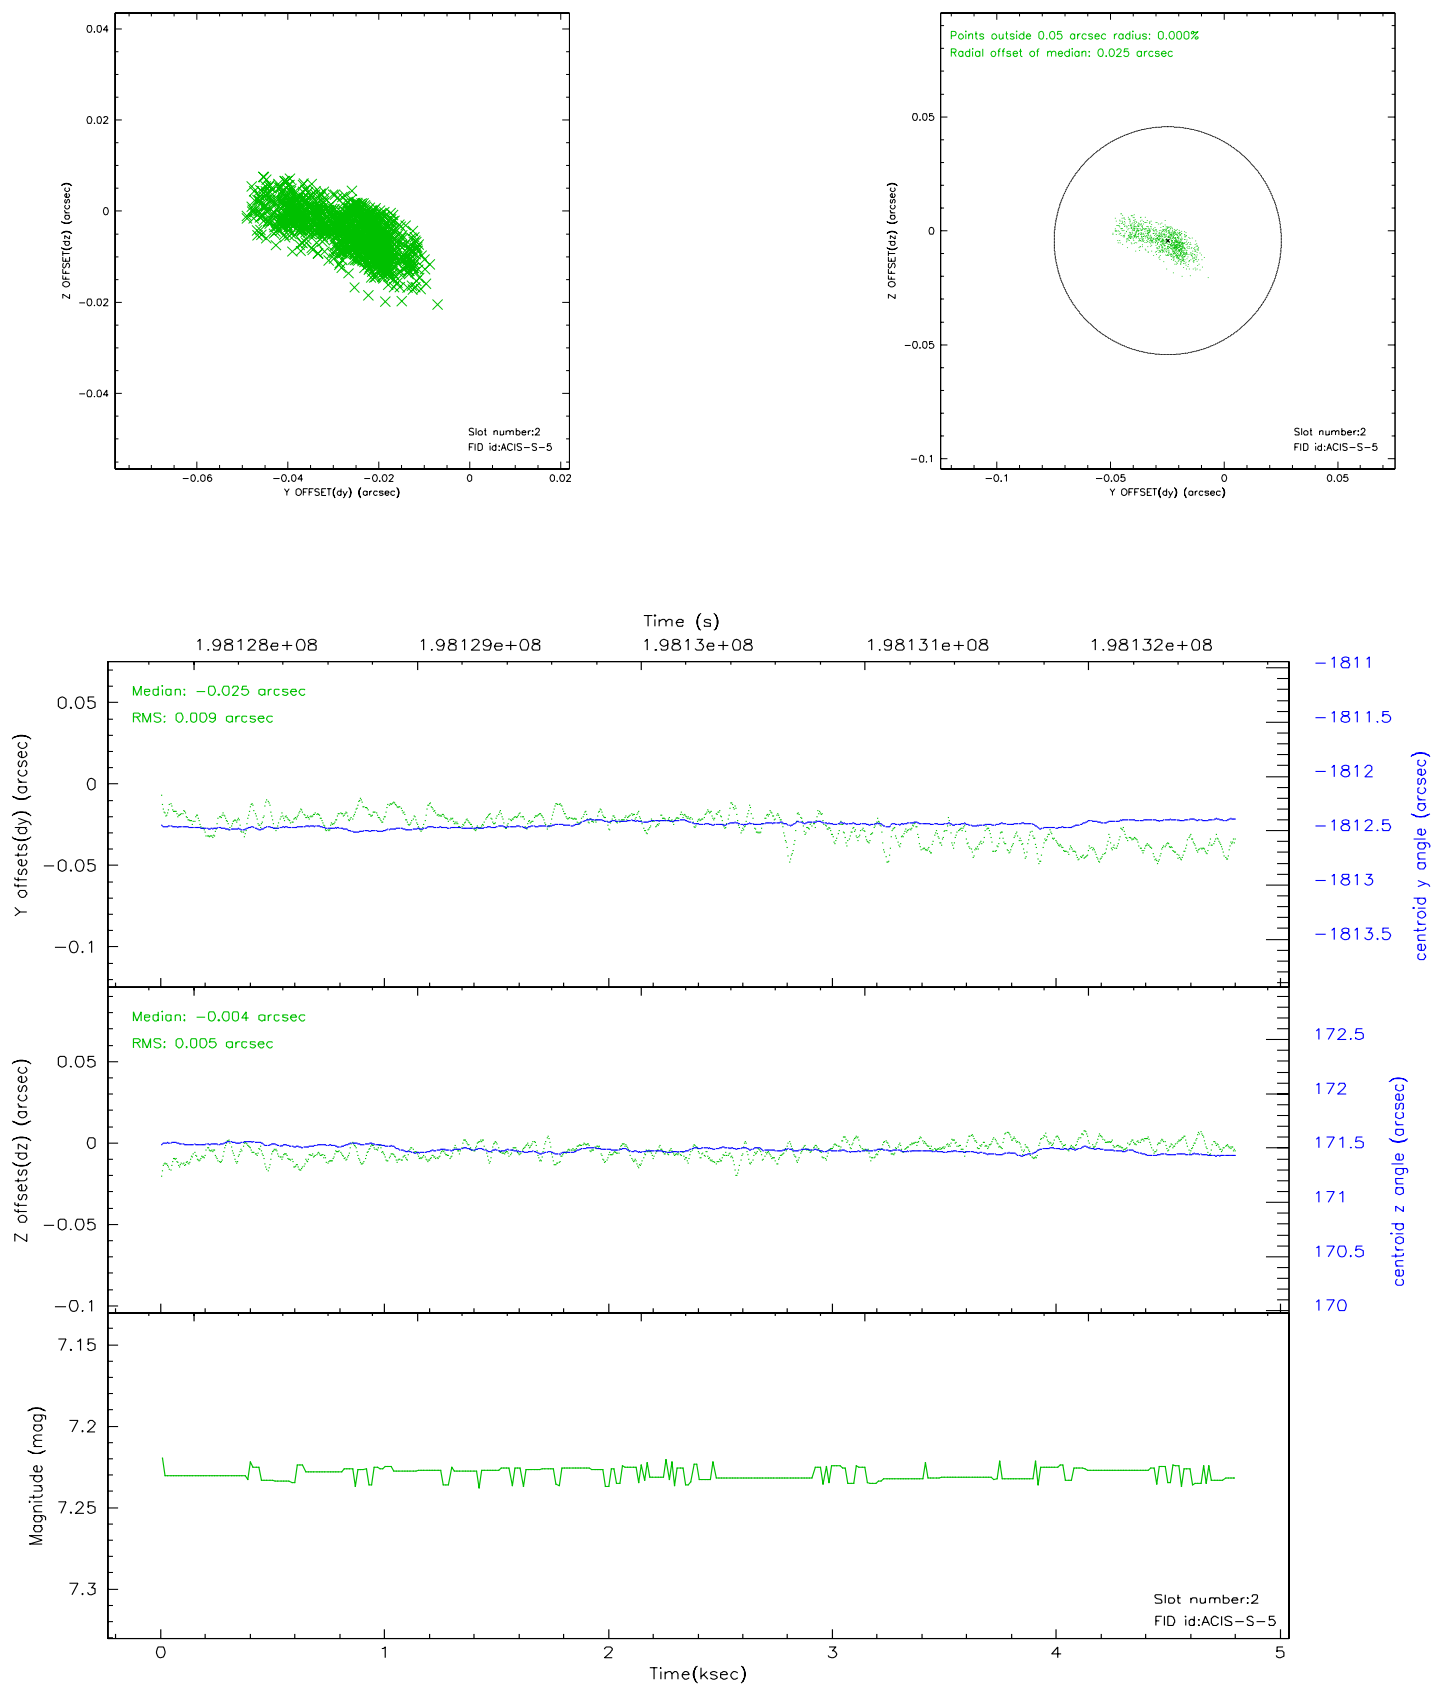 0.04
0.02
0
−0.02
−0.04
Z OFFSET(dz) (arcsec)
Slot number:2
FID id:ACIS−S−5
−0.06 −0.04 −0.02 0 0.02
Y OFFSET(dy) (arcsec)
Points outside 0.05 arcsec radius: 0.000%
Radial offset of median: 0.025 arcsec
0.05
0
−0.05
−0.1
Z OFFSET(dz) (arcsec)
Slot number:2
FID id:ACIS−S−5
−0.1 −0.05 0 0.05
Y OFFSET(dy) (arcsec)
Time (s)
1.98128e+08 1.98129e+08 1.9813e+08 1.98131e+08 1.98132e+08
Median: −0.025 arcsec
RMS: 0.009 arcsec
0.05
0
−0.05
−0.1
Y offsets(dy) (arcsec)
−1811
−1811.5
−1812
−1812.5
−1813
−1813.5
centroid y angle (arcsec)
Median: −0.004 arcsec
RMS: 0.005 arcsec
0.05
0
−0.05
−0.1
Z offsets(dz) (arcsec)
172.5
172
171.5
171
170.5
170
centroid z angle (arcsec)
7.15
7.2
7.25
7.3
Magnitude (mag)
Slot number:2
FID id:ACIS−S−5
0 1 2 3 4 5
Time(ksec)